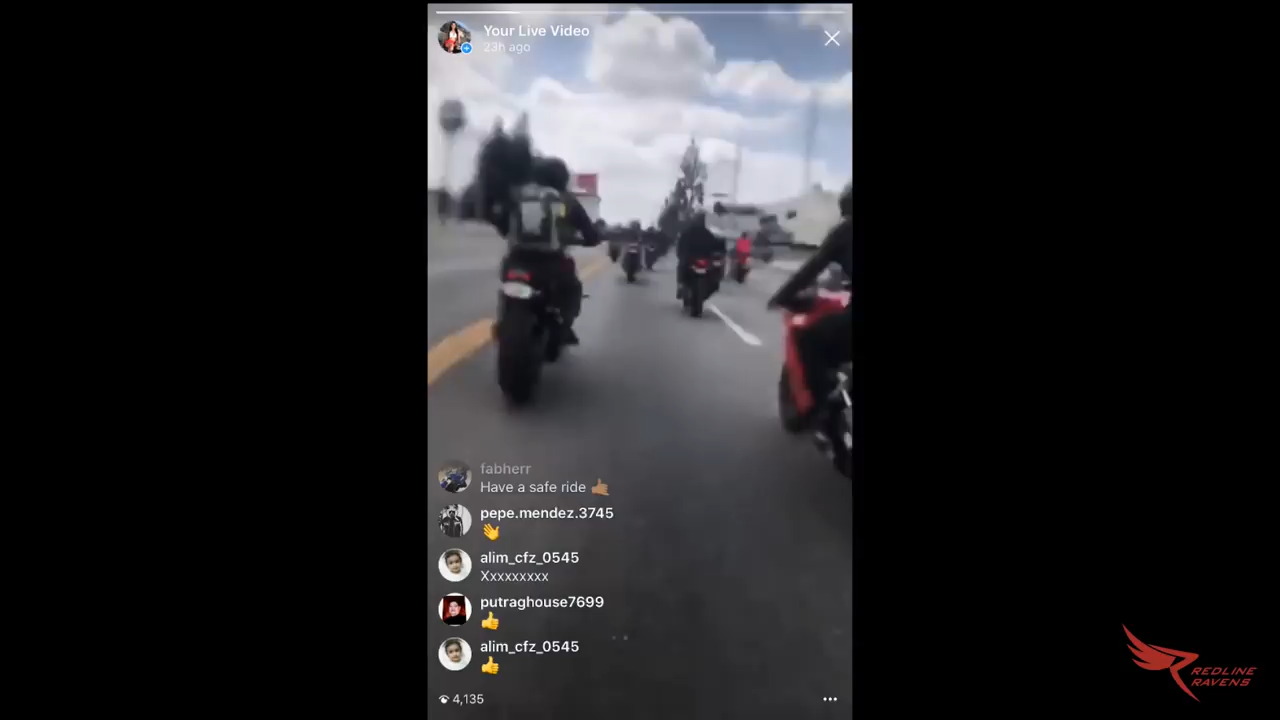 Your Live Video
23h ago
fabherr
Have a safe ride 🤙
pepe.mendez.3745
👋
alim_cfz_0545
Xxxxxxxxx
putraghouse7699
👍
alim_cfz_0545
👍
4,135
REDLINE
RAVENS